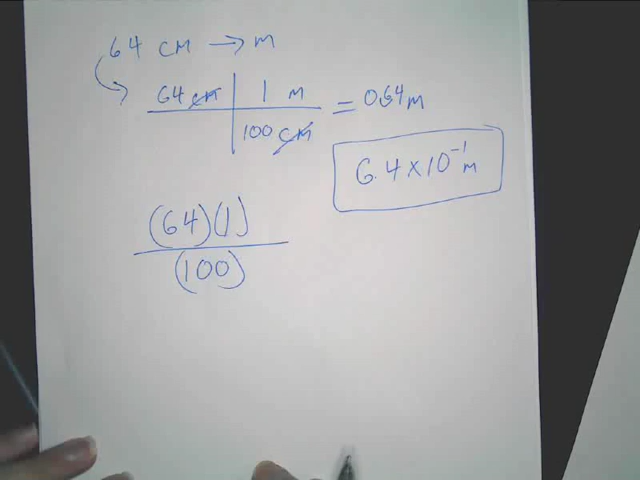 64 cm → m
64 cm | 1 m
100 cm
= 0.64 m
6.4 × 10⁻¹ m
(64)(1)
(100)